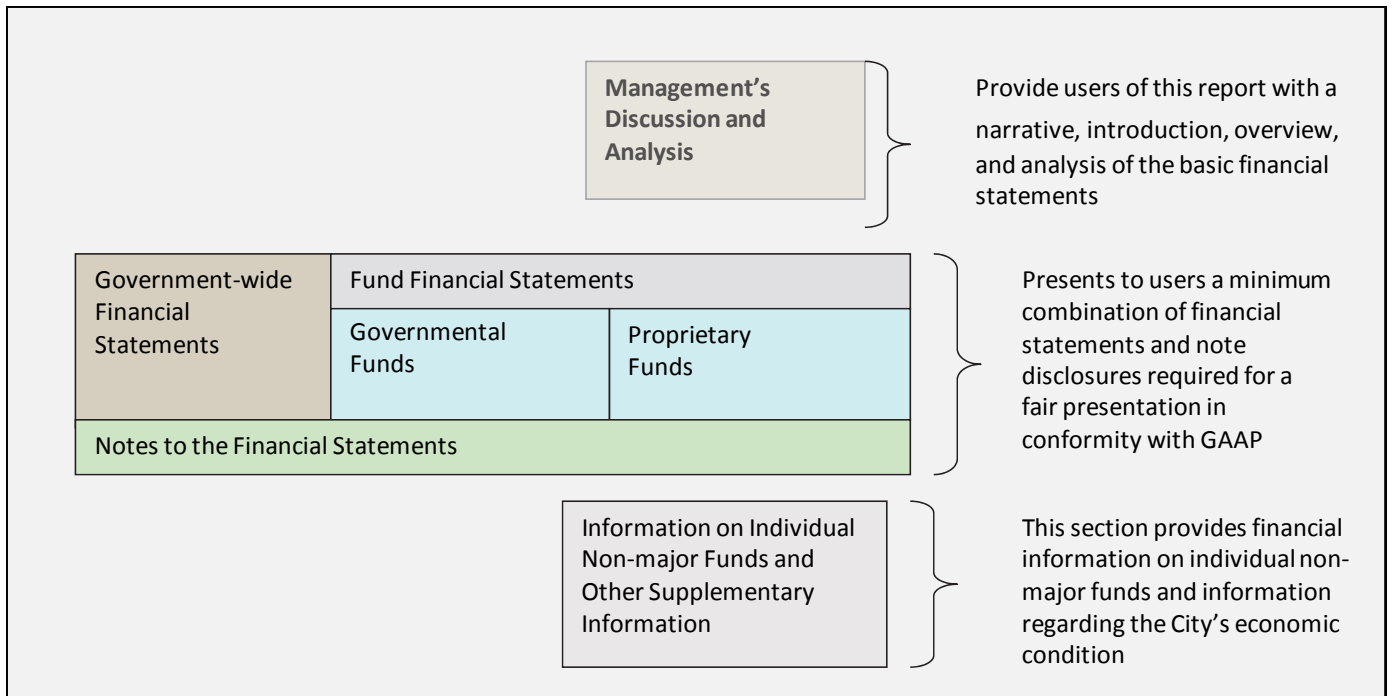 Management’s
Discussion and
Analysis
Provide users of this report with a
narrative, introduction, overview,
and analysis of the basic financial
statements
Government-wide
Financial
Statements
Fund Financial Statements
Governmental
Funds
Proprietary
Funds
Notes to the Financial Statements
Presents to users a minimum
combination of financial
statements and note
disclosures required for a
fair presentation in
conformity with GAAP
Information on Individual
Non-major Funds and
Other Supplementary
Information
This section provides financial
information on individual non-
major funds and information
regarding the City’s economic
condition